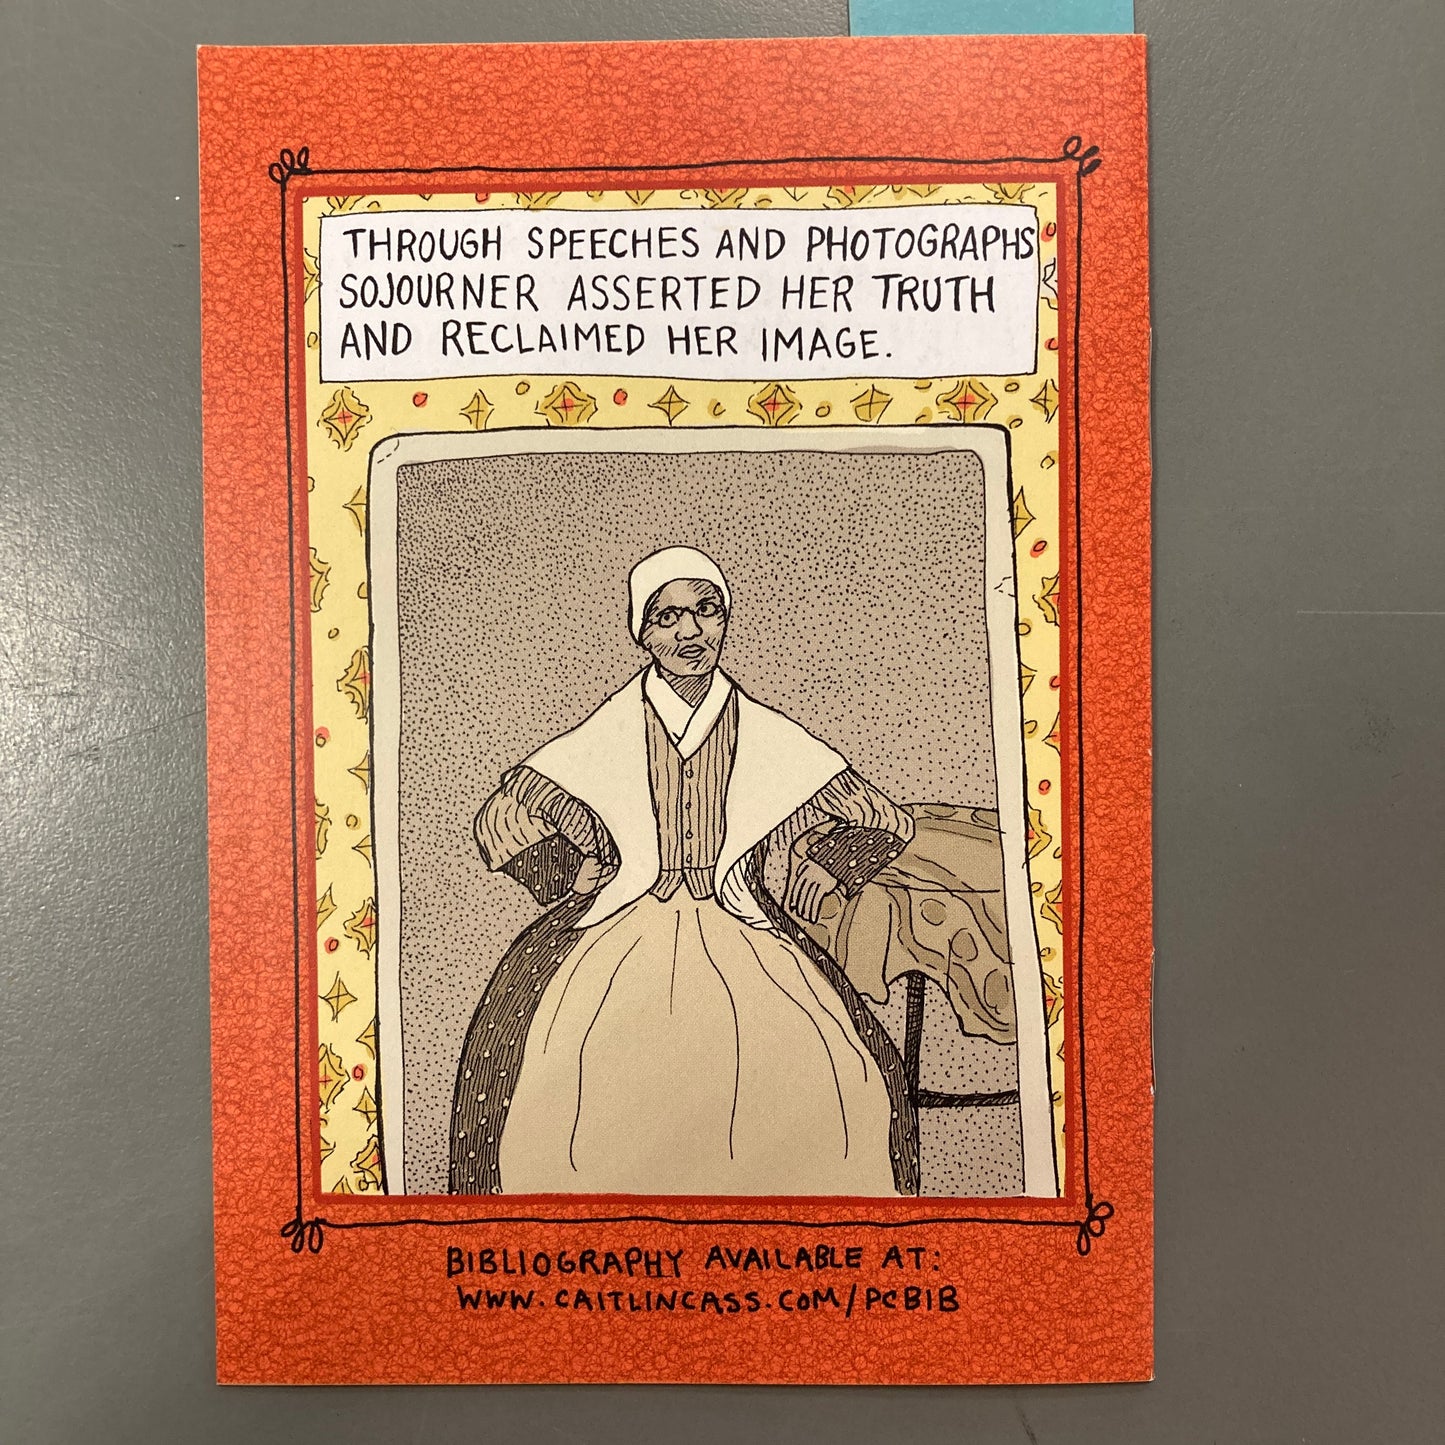 THROUGH SPEECHES AND PHOTOGRAPHS
SOJOURNER ASSERTED HER TRUTH
AND RECLAIMED HER IMAGE.
BIBLIOGRAPHY AVAILABLE AT:
WWW.CAITLINCASS.COM/PCBIB